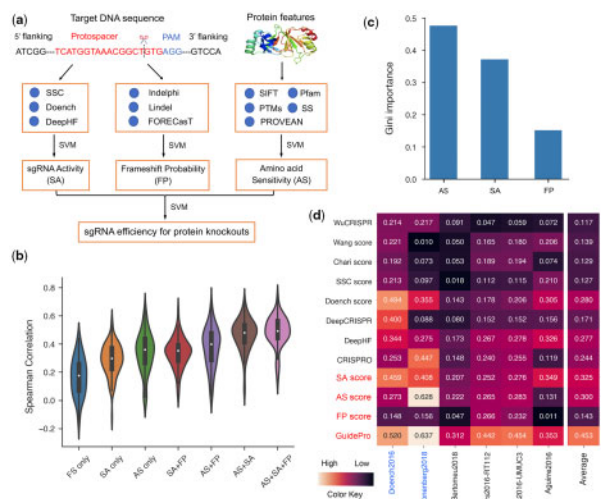 (a)
Target DNA sequence
Protein features
5' flanking
Protospacer
PAM
3' flanking
ATCGG---TCATGGTAAACGGCTGTGAGG---GTCCA
SSC
Doench
DeepHF
Indelphi
Lindel
FORECasT
SIFT
Pfam
PTMs
SS
PROVEAN
SVM
SVM
SVM
sgRNA Activity
(SA)
Frameshift Probability
(FP)
Amino acid
Sensitivity (AS)
SVM
sgRNA efficiency for protein knockouts
(b)
Spearman Correlation
0.8
0.6
0.4
0.2
0.0
−0.2
FS only
SA only
AS only
SA+FP
AS+FP
AS+SA
AS+SA+FP
(c)
Gini importance
0.5
0.4
0.3
0.2
0.1
0.0
AS
SA
FP
(d)
WuCRISPR 0.214 0.217 0.091 0.047 0.059 0.072 0.117
Wang score 0.221 0.010 0.050 0.165 0.180 0.206 0.139
Chari score 0.192 0.073 0.053 0.189 0.194 0.074 0.129
SSC score 0.213 0.097 0.018 0.112 0.115 0.210 0.127
Doench score 0.494 0.355 0.143 0.178 0.206 0.305 0.280
DeepCRISPR 0.400 0.088 0.080 0.152 0.152 0.156 0.171
DeepHF 0.344 0.275 0.173 0.267 0.278 0.326 0.277
CRISPRO 0.253 0.447 0.148 0.240 0.255 0.119 0.244
SA score 0.458 0.408 0.207 0.252 0.276 0.349 0.325
AS score 0.273 0.628 0.222 0.265 0.283 0.131 0.300
FP score 0.148 0.156 0.047 0.266 0.232 0.011 0.143
GuidePro 0.520 0.637 0.312 0.442 0.454 0.353 0.453
High
Low
Color Key
Doench2016
nenberg2018
Bertomeu2018
2016-RT112
2016-UMUC3
Aguirre2016
Average